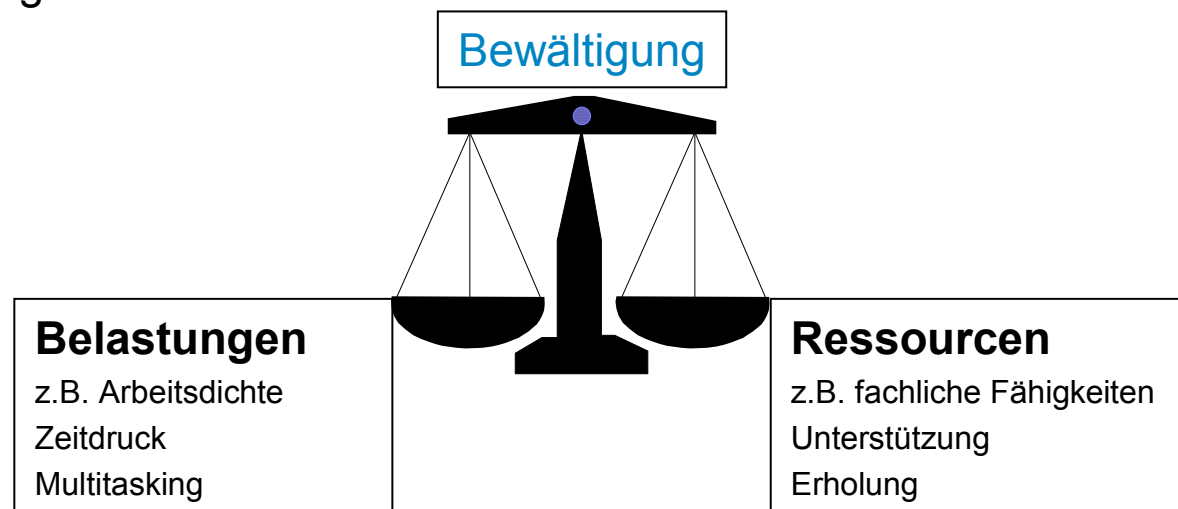 g
Bewältigung
Belastungen
z.B. Arbeitsdichte
Zeitdruck
Multitasking
Ressourcen
z.B. fachliche Fähigkeiten
Unterstützung
Erholung